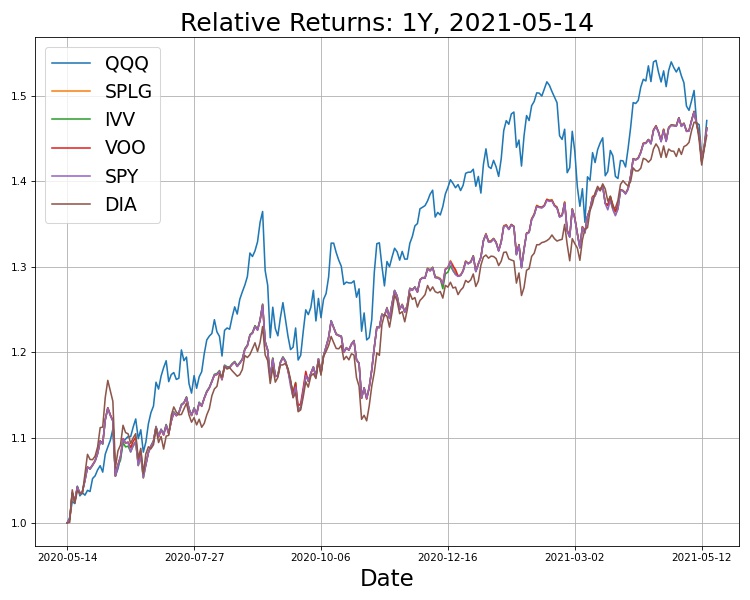 Relative Returns: 1Y, 2021-05-14
QQQ
SPLG
IVV
VOO
SPY
DIA
1.5
1.4
1.3
1.2
1.1
1.0
2020-05-14 2020-07-27 2020-10-06 2020-12-16 2021-03-02 2021-05-12
Date